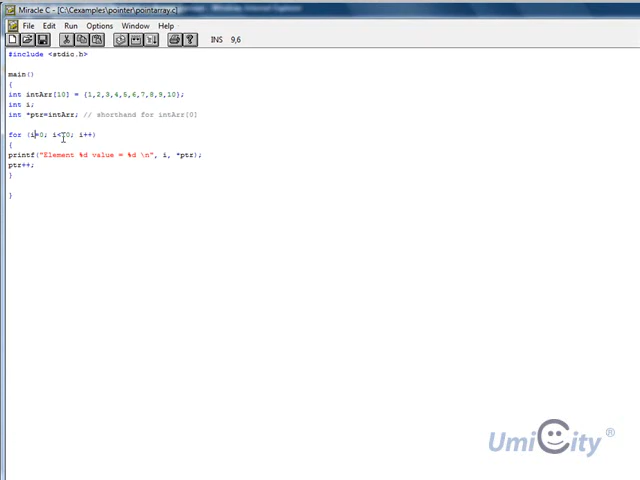 Miracle C - [C:\Cexamples\pointer\pointarray.c]
File Edit Run Options Window Help
INS 9,6
#include <stdio.h>
main()
{
int intArr[10] = {1,2,3,4,5,6,7,8,9,10};
int i;
int *ptr=intArr; // shorthand for intArr[0]
for (i=0; i<10; i++)
{
printf("Element %d value = %d \n", i, *ptr);
ptr++;
}
}
UmiCity ®